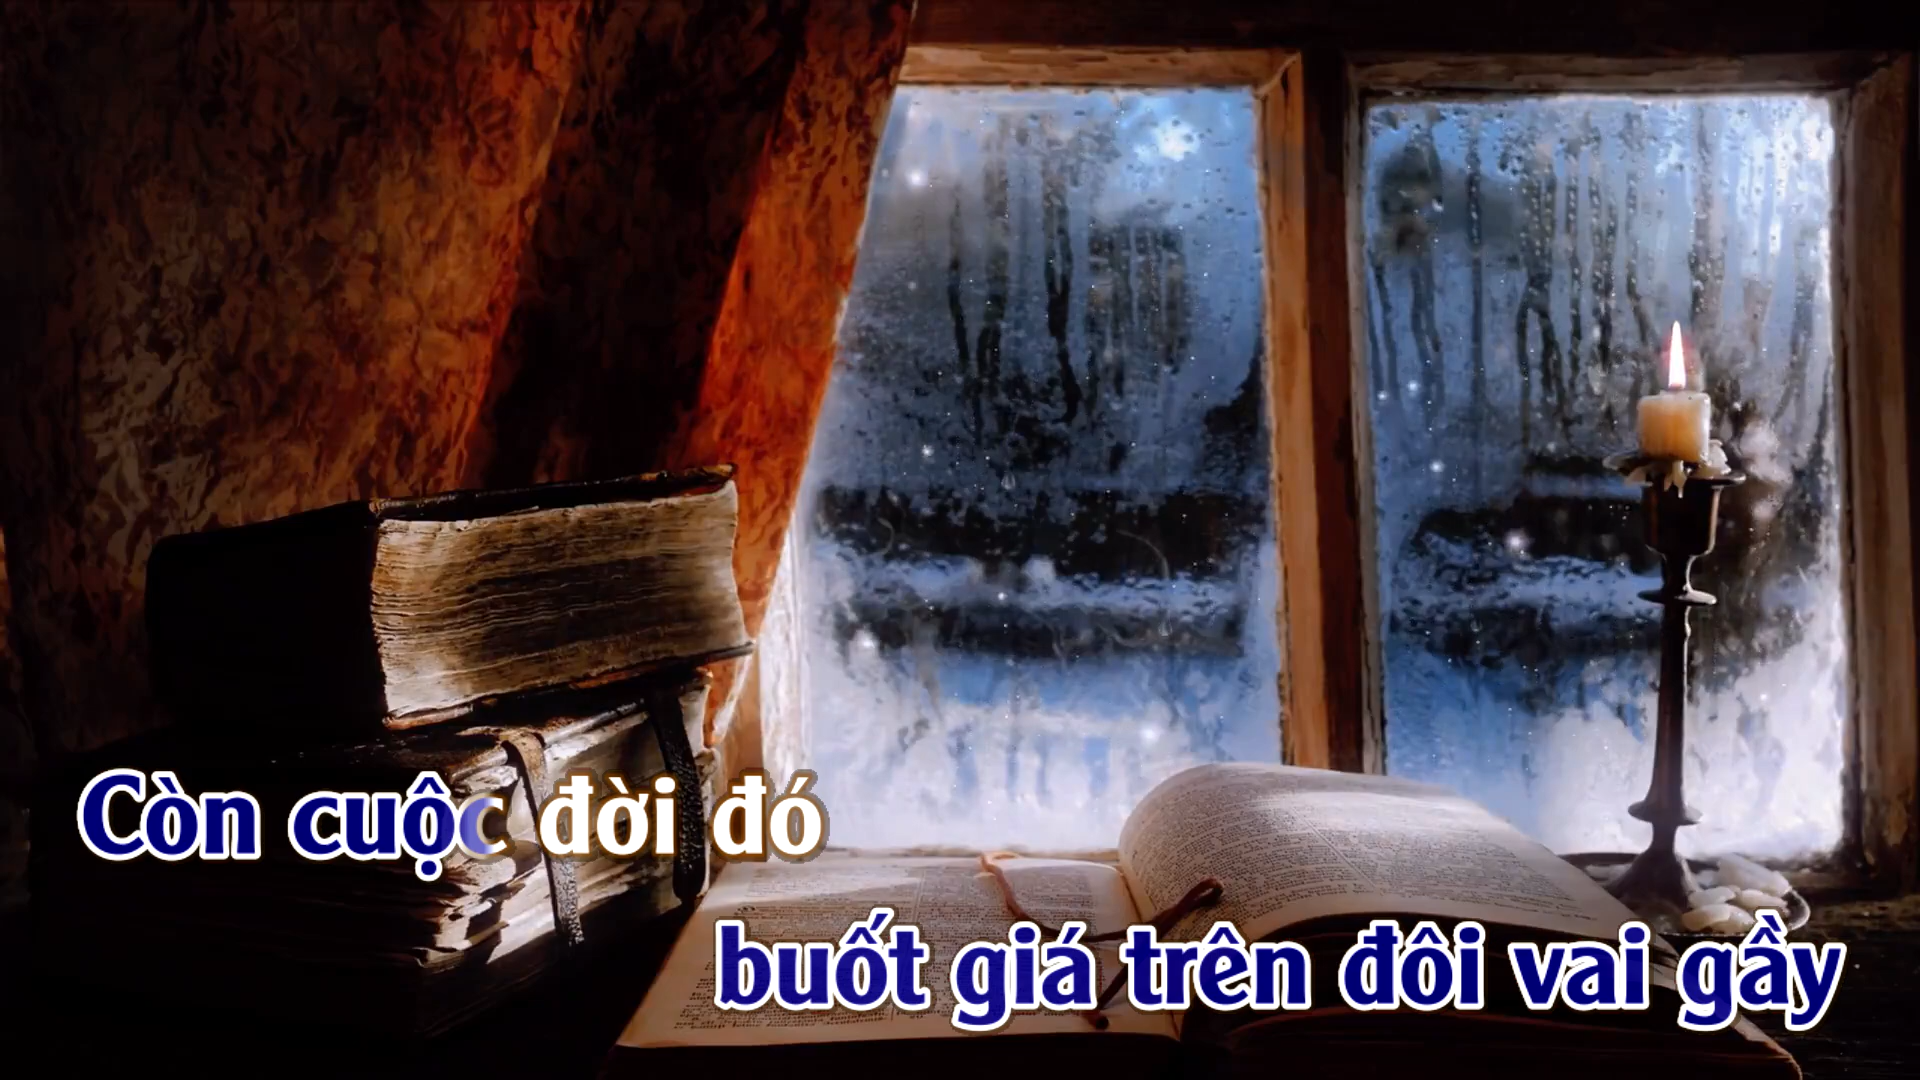 Còn cuộc đời đó
buốt giá trên đôi vai gầy